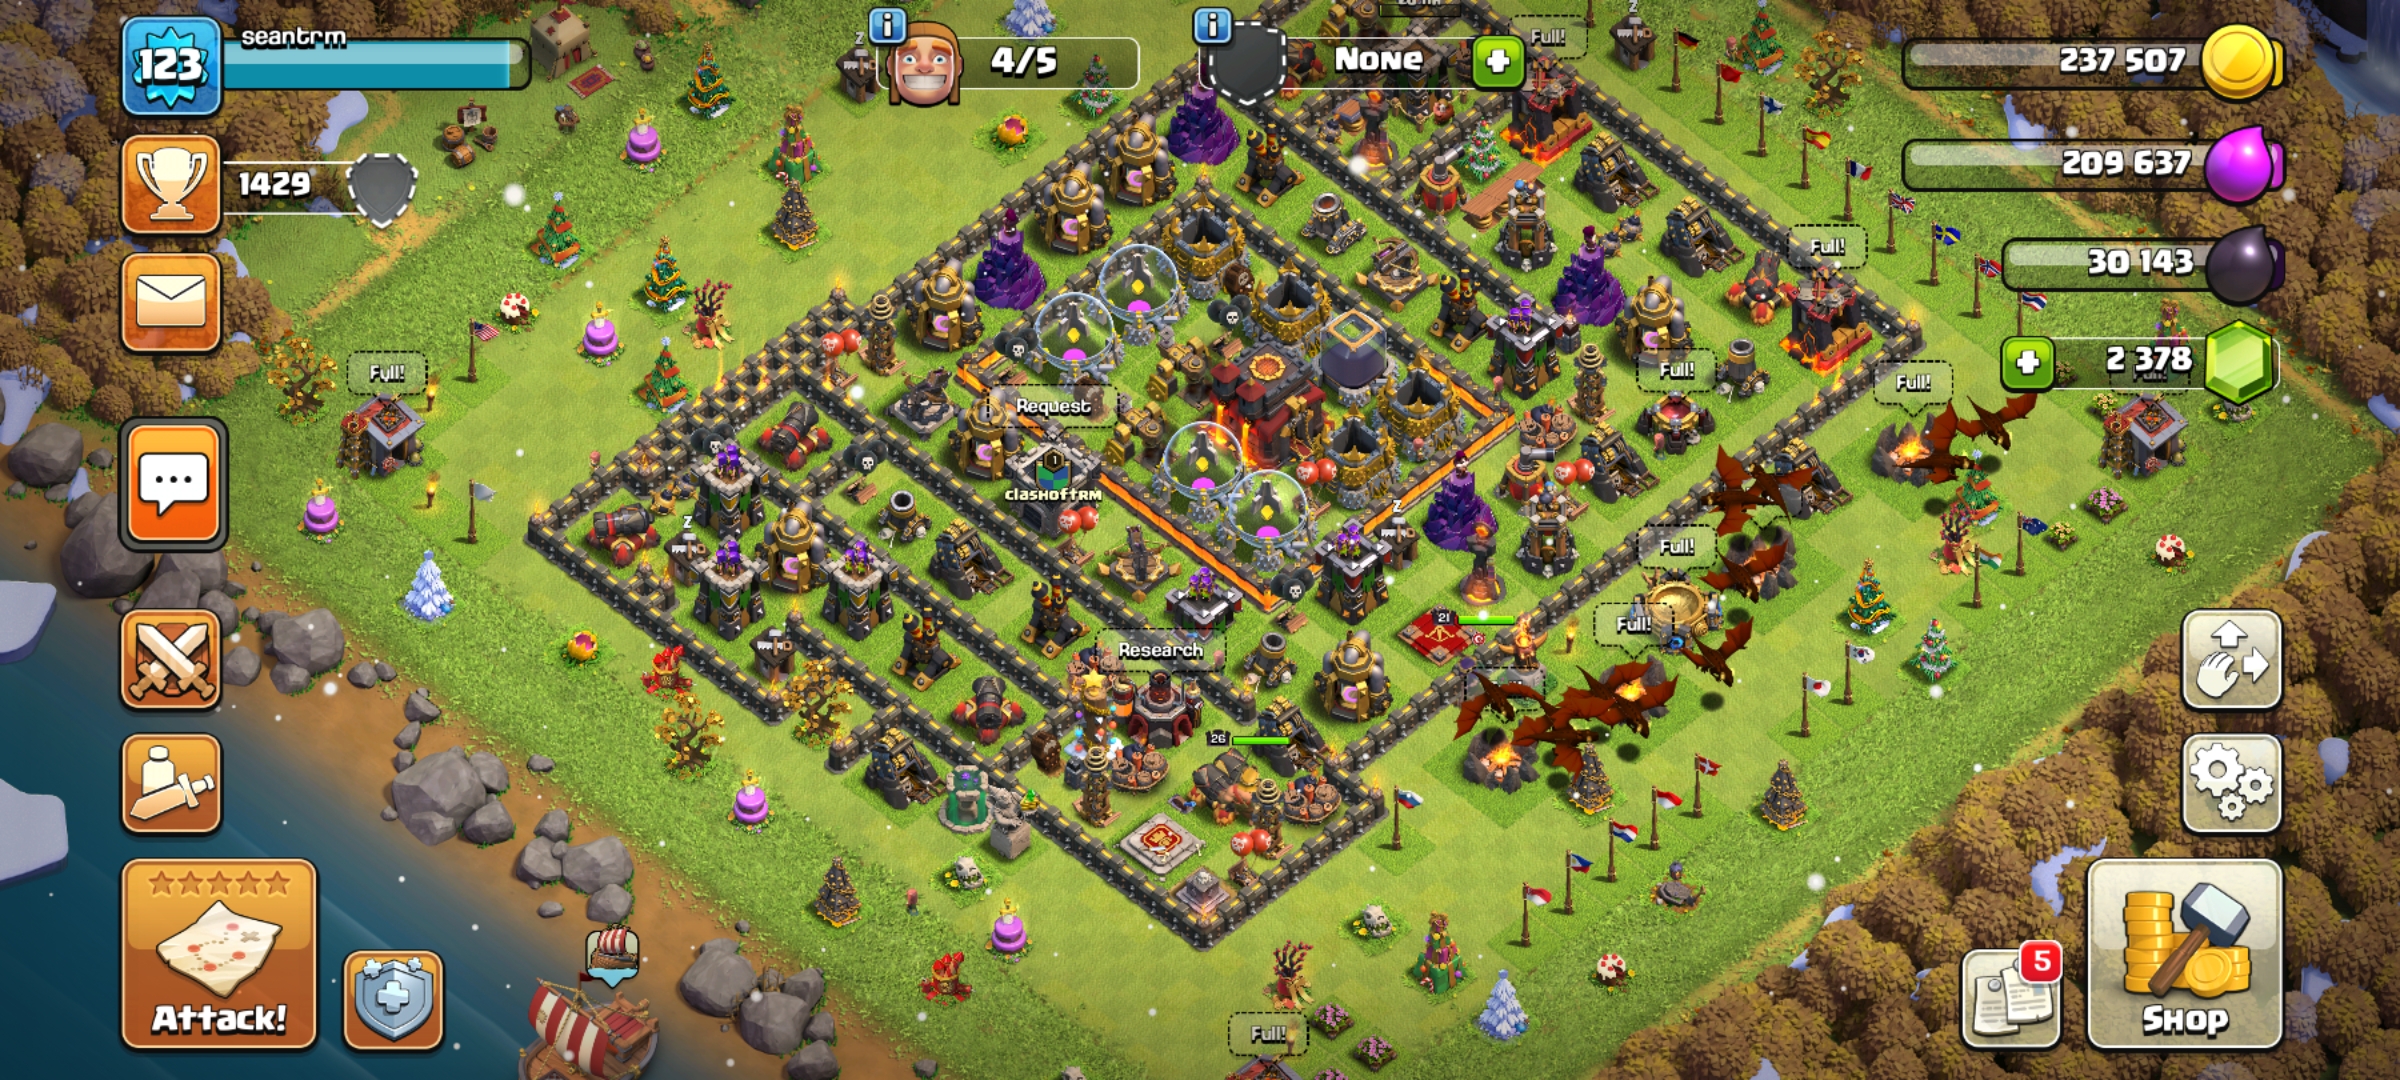 123
seantrm
4/5
None
237 507
1429
209 637
30 143
2 378
Full!
Full!
Full!
Full!
Full!
Request
1
clashoftrm
z
z
z
z
z
Full!
21
Full!
Research
26
Attack!
5
Shop
Full!